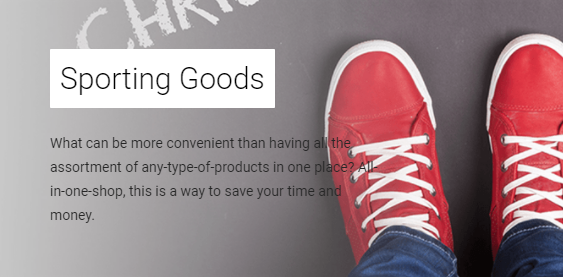 CHRI
Sporting Goods
What can be more convenient than having all the
assortment of any-type-of-products in one place? All-
in-one-shop, this is a way to save your time and
money.